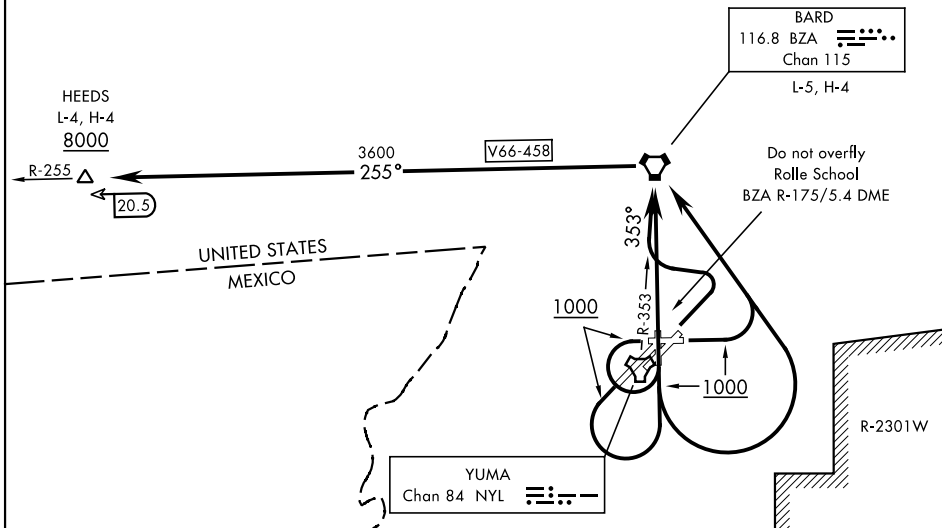 BARD
116.8 BZA
Chan 115
L-5, H-4
HEEDS
L-4, H-4
8000
R-255
20.5
3600
255°
V66-458
Do not overfly
Rolle School
BZA R-175/5.4 DME
353°
R-353
UNITED STATES
MEXICO
1000
1000
R-2301W
YUMA
Chan 84 NYL